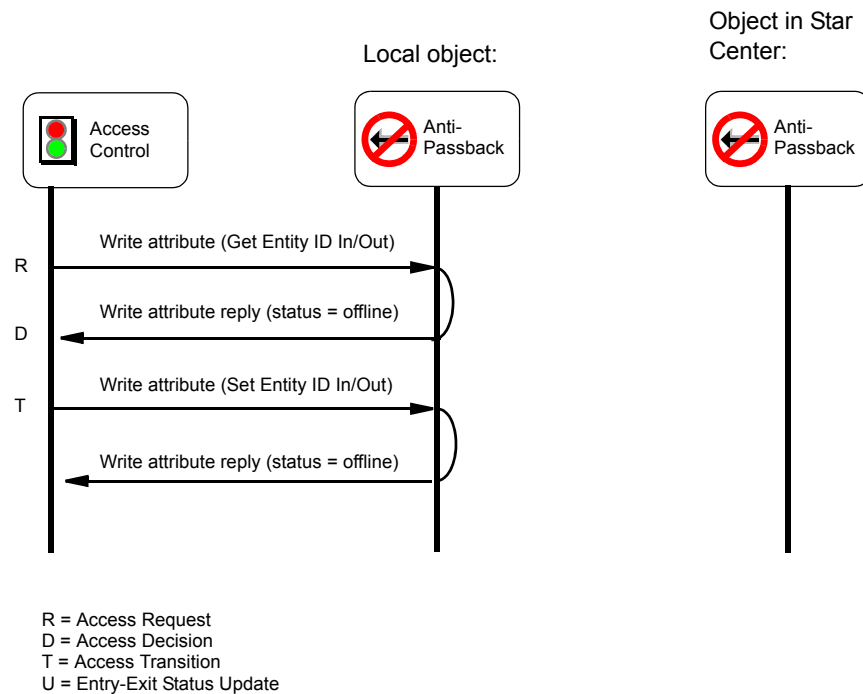 Object in Star
Center:
Local object:
Access
Control
Anti-
Passback
Anti-
Passback
Write attribute (Get Entity ID In/Out)
R
Write attribute reply (status = offline)
D
Write attribute (Set Entity ID In/Out)
T
Write attribute reply (status = offline)
R = Access Request
D = Access Decision
T = Access Transition
U = Entry-Exit Status Update